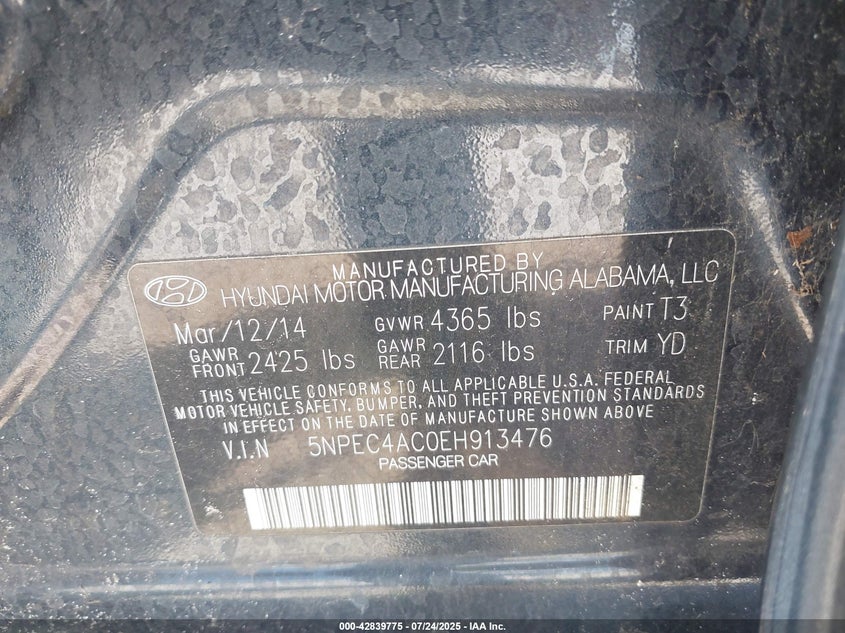 MANUFACTURED BY
HYUNDAI MOTOR MANUFACTURING ALABAMA, LLC
Mar/12/14 GVWR 4365 lbs PAINT T3
GAWR FRONT 2425 lbs GAWR REAR 2116 lbs TRIM YD
THIS VEHICLE CONFORMS TO ALL APPLICABLE U.S.A. FEDERAL
MOTOR VEHICLE SAFETY, BUMPER, AND THEFT PREVENTION STANDARDS
IN EFFECT ON THE DATE OF MANUFACTURE SHOWN ABOVE
V.I.N 5NPEC4AC0EH913476
PASSENGER CAR
000-42839775 - 07/24/2025 - IAA Inc.